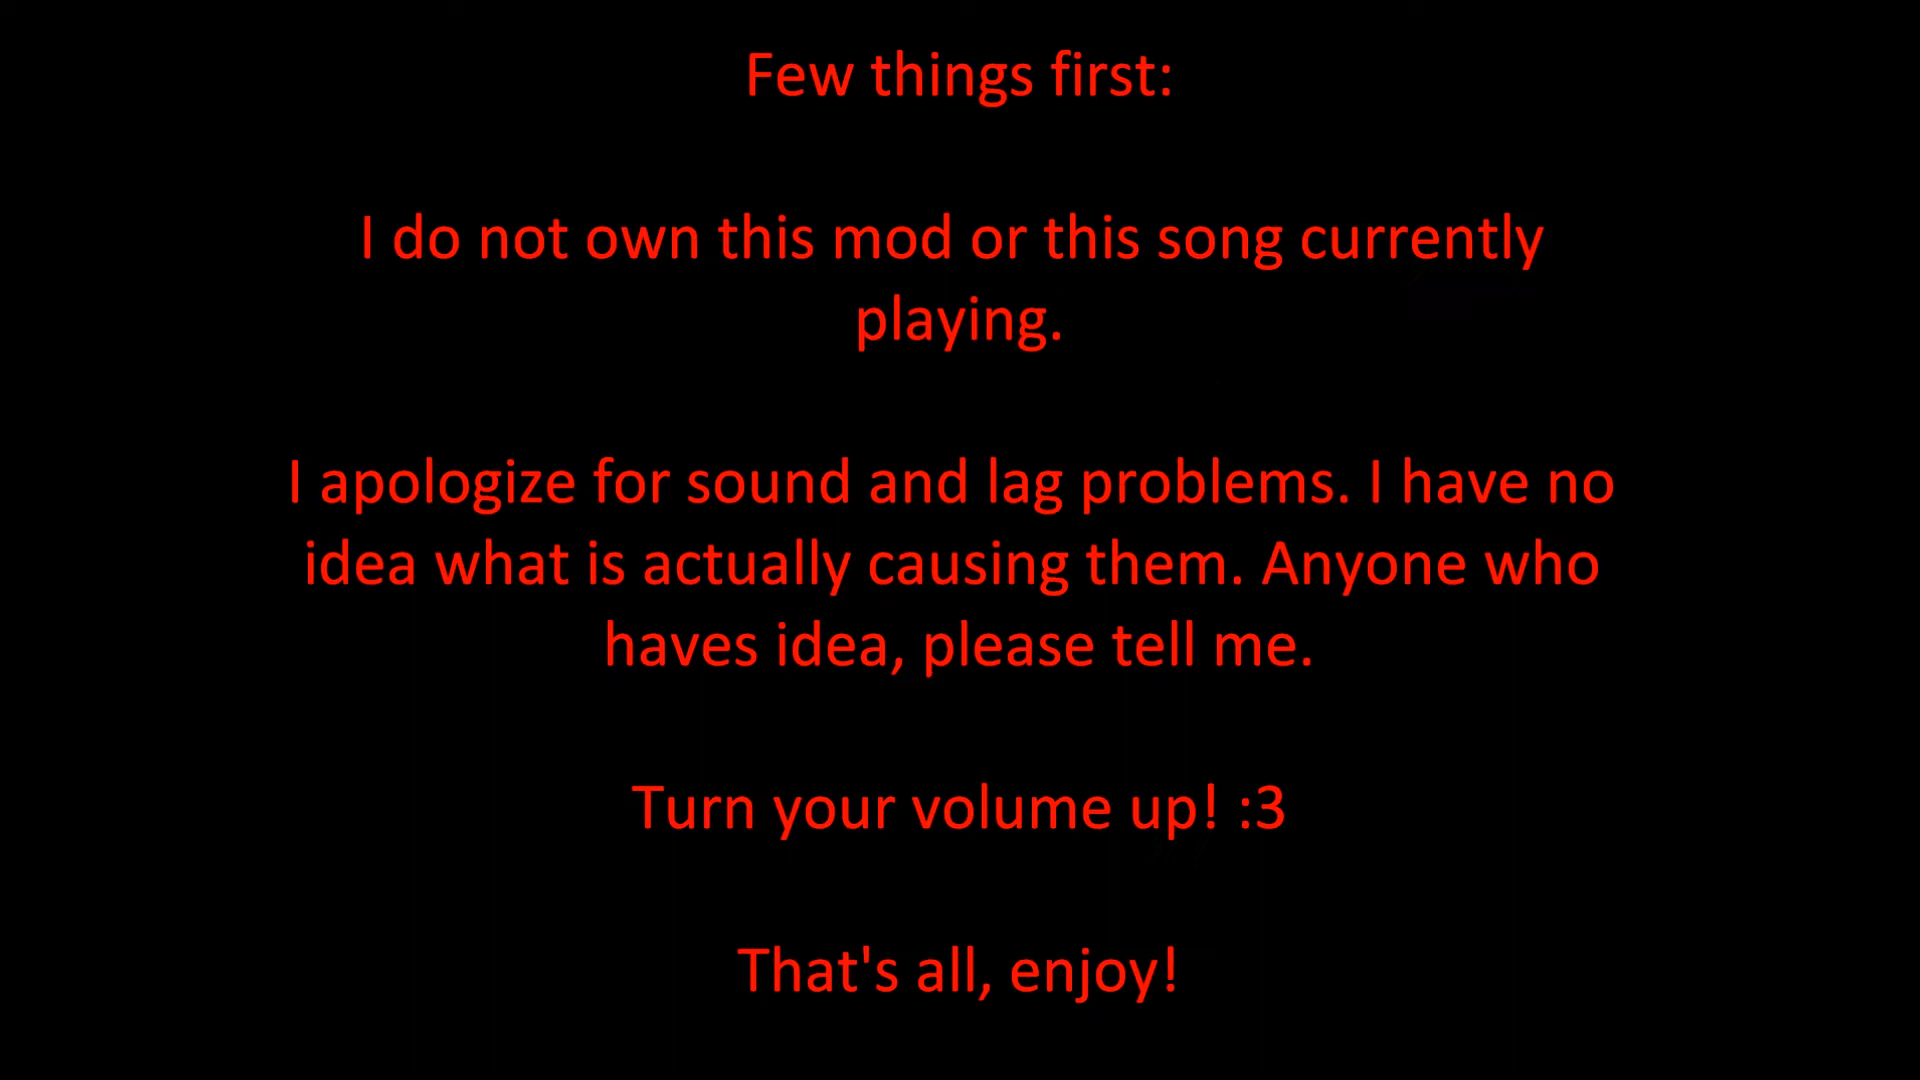 Few things first:
I do not own this mod or this song currently
playing.
I apologize for sound and lag problems. I have no
idea what is actually causing them. Anyone who
haves idea, please tell me.
Turn your volume up! :3
That's all, enjoy!